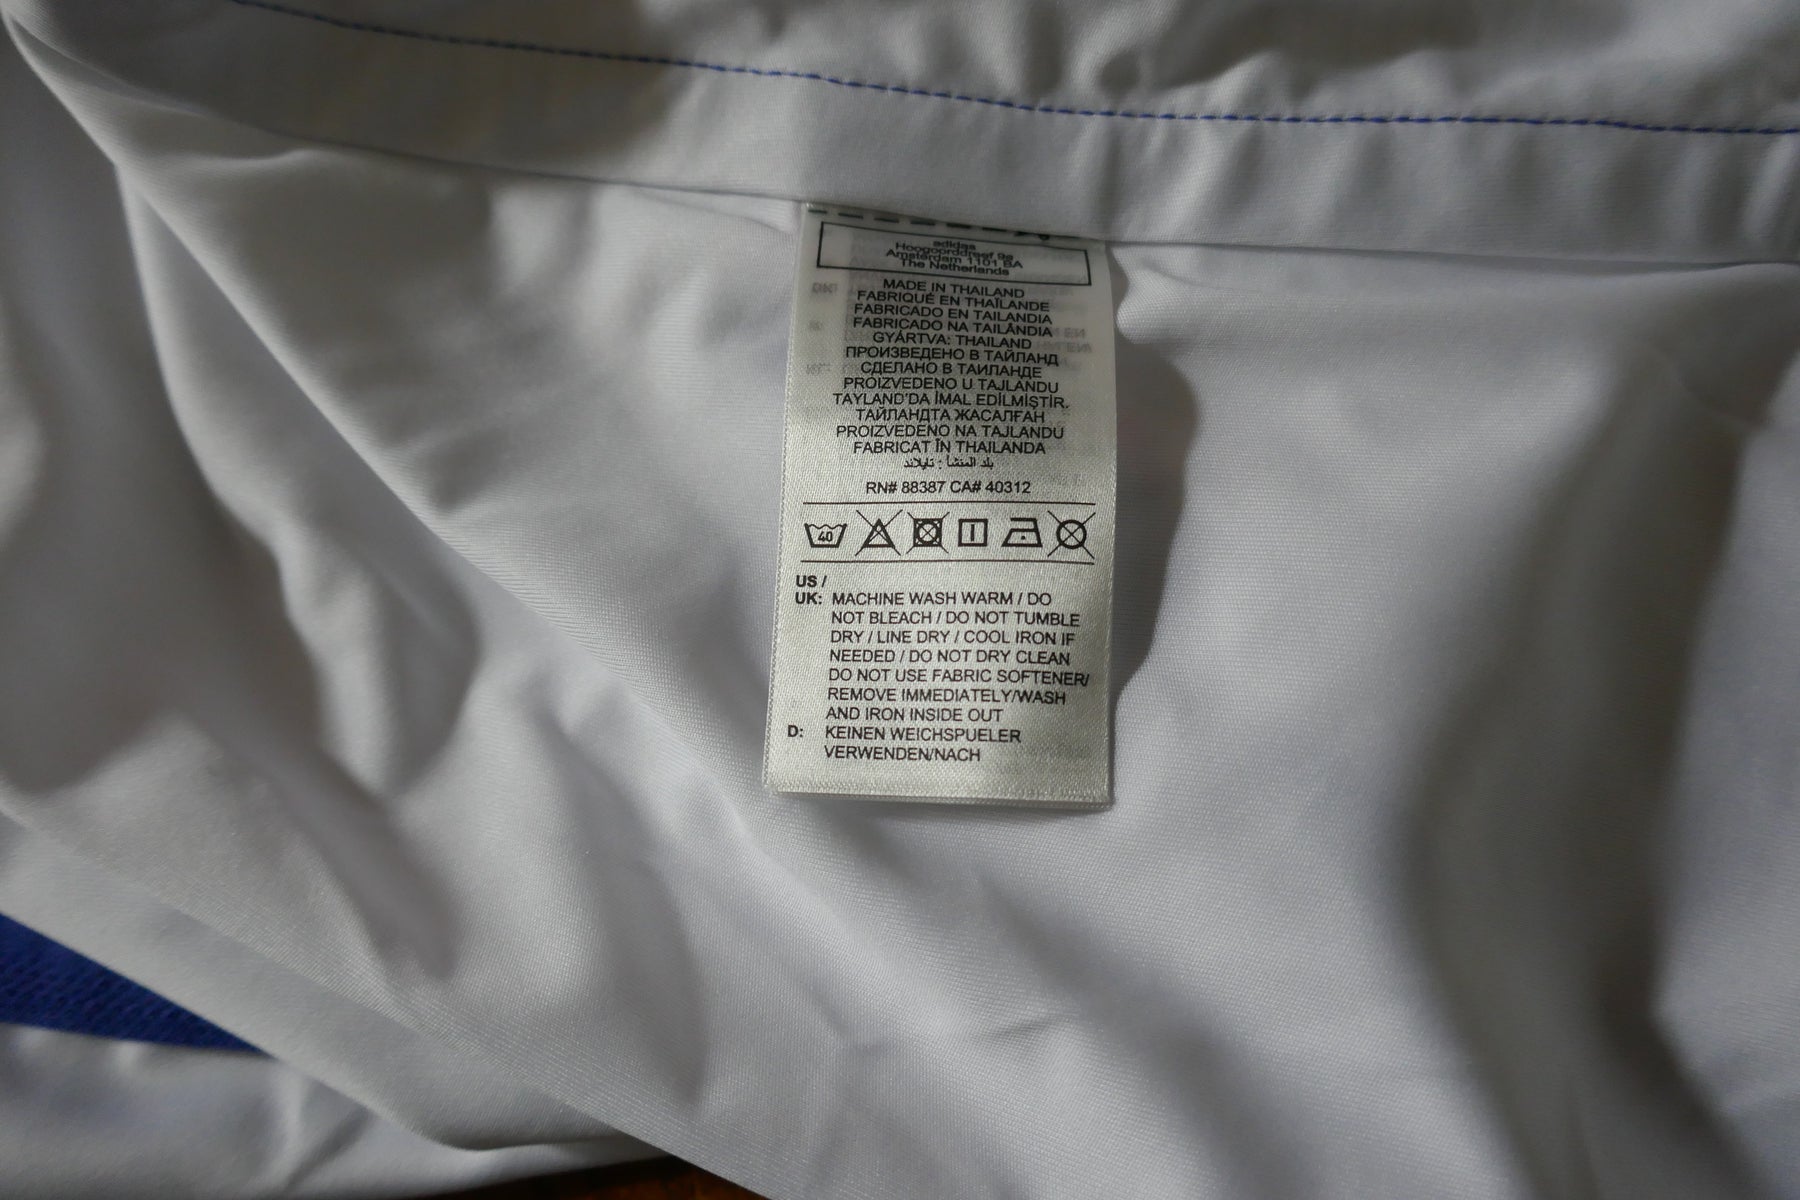 adidas
Hoogoorddreef 9a
Amsterdam 1101 BA
The Netherlands
MADE IN THAILAND
FABRIQUÉ EN THAÏLANDE
FABRICADO EN TAILANDIA
FABRICADO NA TAILÂNDIA
GYÁRTVA: THAILAND
ПРОИЗВЕДЕНО В ТАЙЛАНД
СДЕЛАНО В ТАИЛАНДЕ
PROIZVEDENO U TAJLANDU
TAYLAND'DA İMAL EDİLMİŞTİR.
ТАЙЛАНДТА ЖАСАЛҒАН
PROIZVEDENO NA TAJLANDU
FABRICAT ÎN THAILANDA
بلد المنشأ : تايلاند
RN# 88387 CA# 40312
40
US /
UK: MACHINE WASH WARM / DO
NOT BLEACH / DO NOT TUMBLE
DRY / LINE DRY / COOL IRON IF
NEEDED / DO NOT DRY CLEAN
DO NOT USE FABRIC SOFTENER/
REMOVE IMMEDIATELY/WASH
AND IRON INSIDE OUT
D: KEINEN WEICHSPUELER
VERWENDEN/NACH